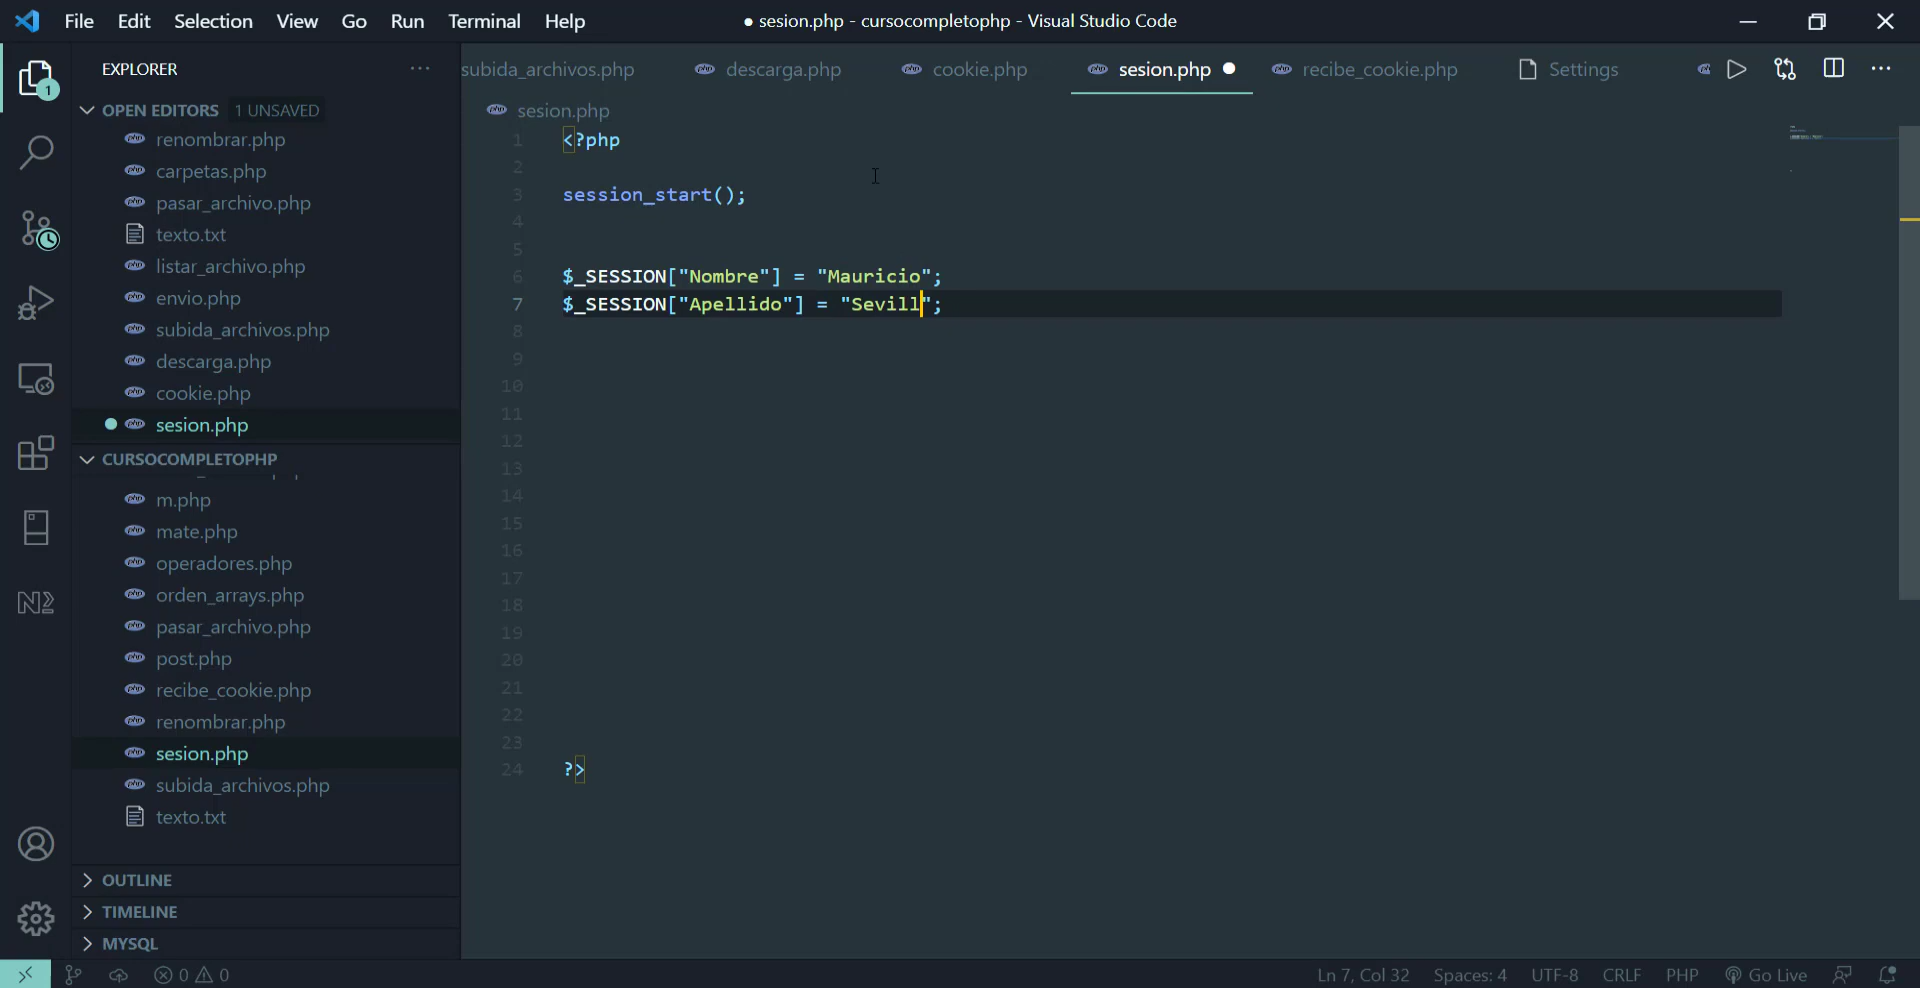 File Edit Selection View Go Run Terminal Help
● sesion.php - cursocompletophp - Visual Studio Code
EXPLORER
1
OPEN EDITORS 1 UNSAVED
renombrar.php
carpetas.php
pasar_archivo.php
texto.txt
listar_archivo.php
envio.php
subida_archivos.php
descarga.php
cookie.php
sesion.php
CURSOCOMPLETOPHP
m.php
mate.php
operadores.php
orden_arrays.php
pasar_archivo.php
post.php
recibe_cookie.php
renombrar.php
sesion.php
subida_archivos.php
texto.txt
OUTLINE
TIMELINE
MYSQL
subida_archivos.php descarga.php cookie.php sesion.php recibe_cookie.php Settings
sesion.php
1 <?php
2
3 session_start();
4
5
6 $_SESSION["Nombre"] = "Mauricio";
7 $_SESSION["Apellido"] = "Sevill";
8
9
10
11
12
13
14
15
16
17
18
19
20
21
22
23
24 ?>
0 0 Ln 7, Col 32 Spaces: 4 UTF-8 CRLF PHP Go Live